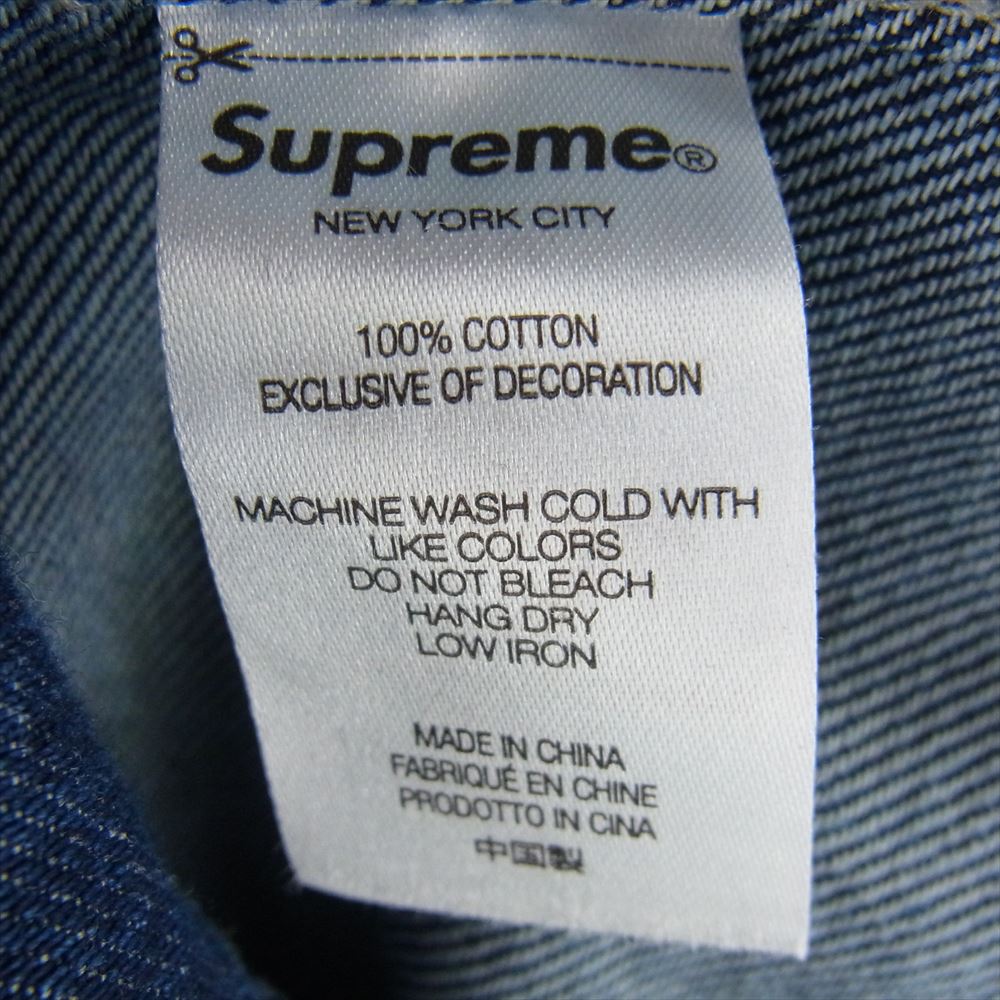 Supreme®
NEW YORK CITY
100% COTTON
EXCLUSIVE OF DECORATION
MACHINE WASH COLD WITH
LIKE COLORS
DO NOT BLEACH
HANG DRY
LOW IRON
MADE IN CHINA
FABRIQUÉ EN CHINE
PRODOTTO IN CINA
中国製